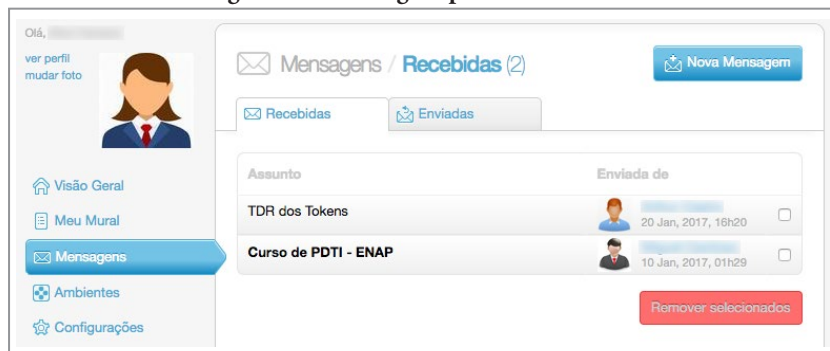 Olá,
ver perfil
mudar foto
Mensagens / Recebidas (2)
Nova Mensagem
Recebidas
Enviadas
Visão Geral
Meu Mural
Mensagens
Ambientes
Configurações
Assunto
Enviada de
TDR dos Tokens
20 Jan, 2017, 16h20
Curso de PDTI - ENAP
10 Jan, 2017, 01h29
Remover selecionados